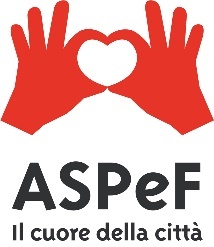 ASPeF
Il cuore della città